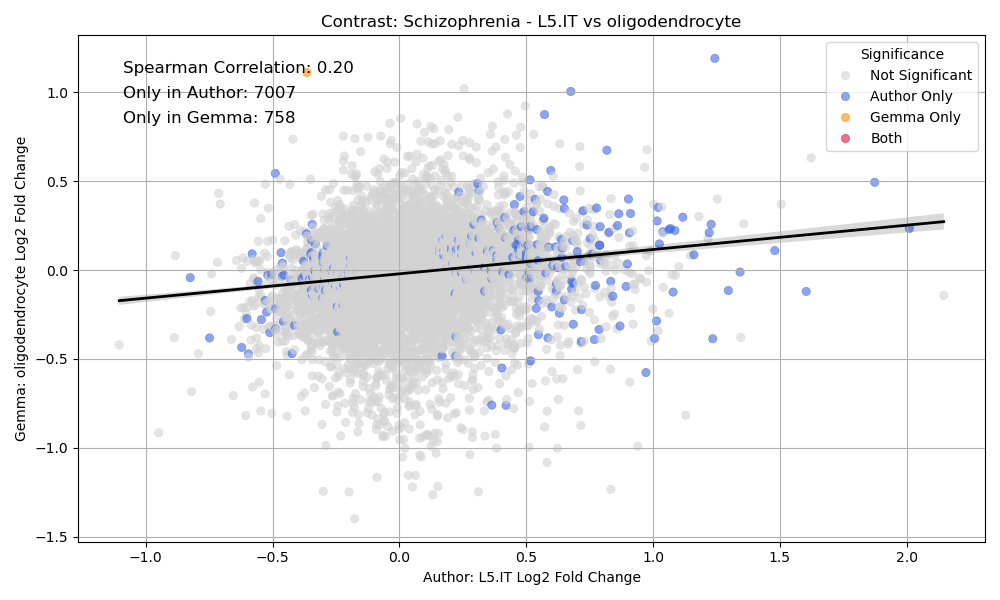 Contrast: Schizophrenia - L5.IT vs oligodendrocyte
Spearman Correlation: 0.20
Only in Author: 7007
Only in Gemma: 758
Significance
Not Significant
Author Only
Gemma Only
Both
Gemma: oligodendrocyte Log2 Fold Change
1.0
0.5
0.0
−0.5
−1.0
−1.5
−1.0
−0.5
0.0
0.5
1.0
1.5
2.0
Author: L5.IT Log2 Fold Change